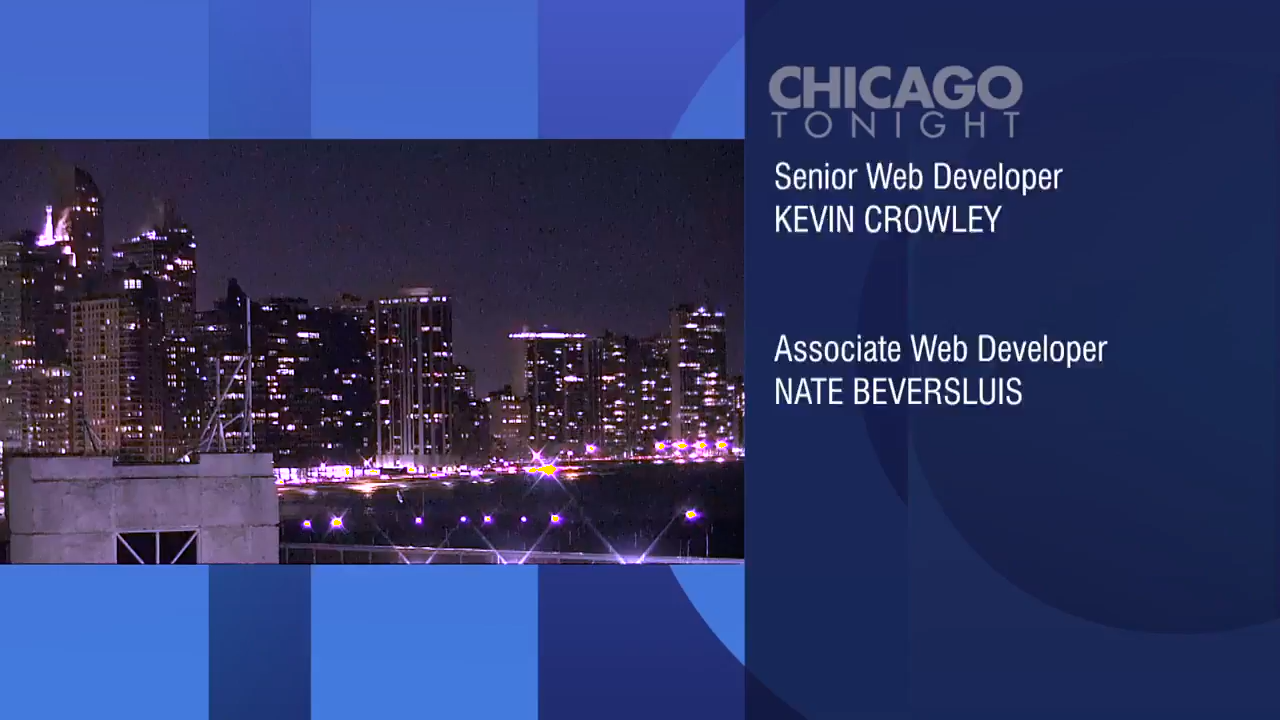 CHICAGO
TONIGHT
Senior Web Developer
KEVIN CROWLEY
Associate Web Developer
NATE BEVERSLUIS